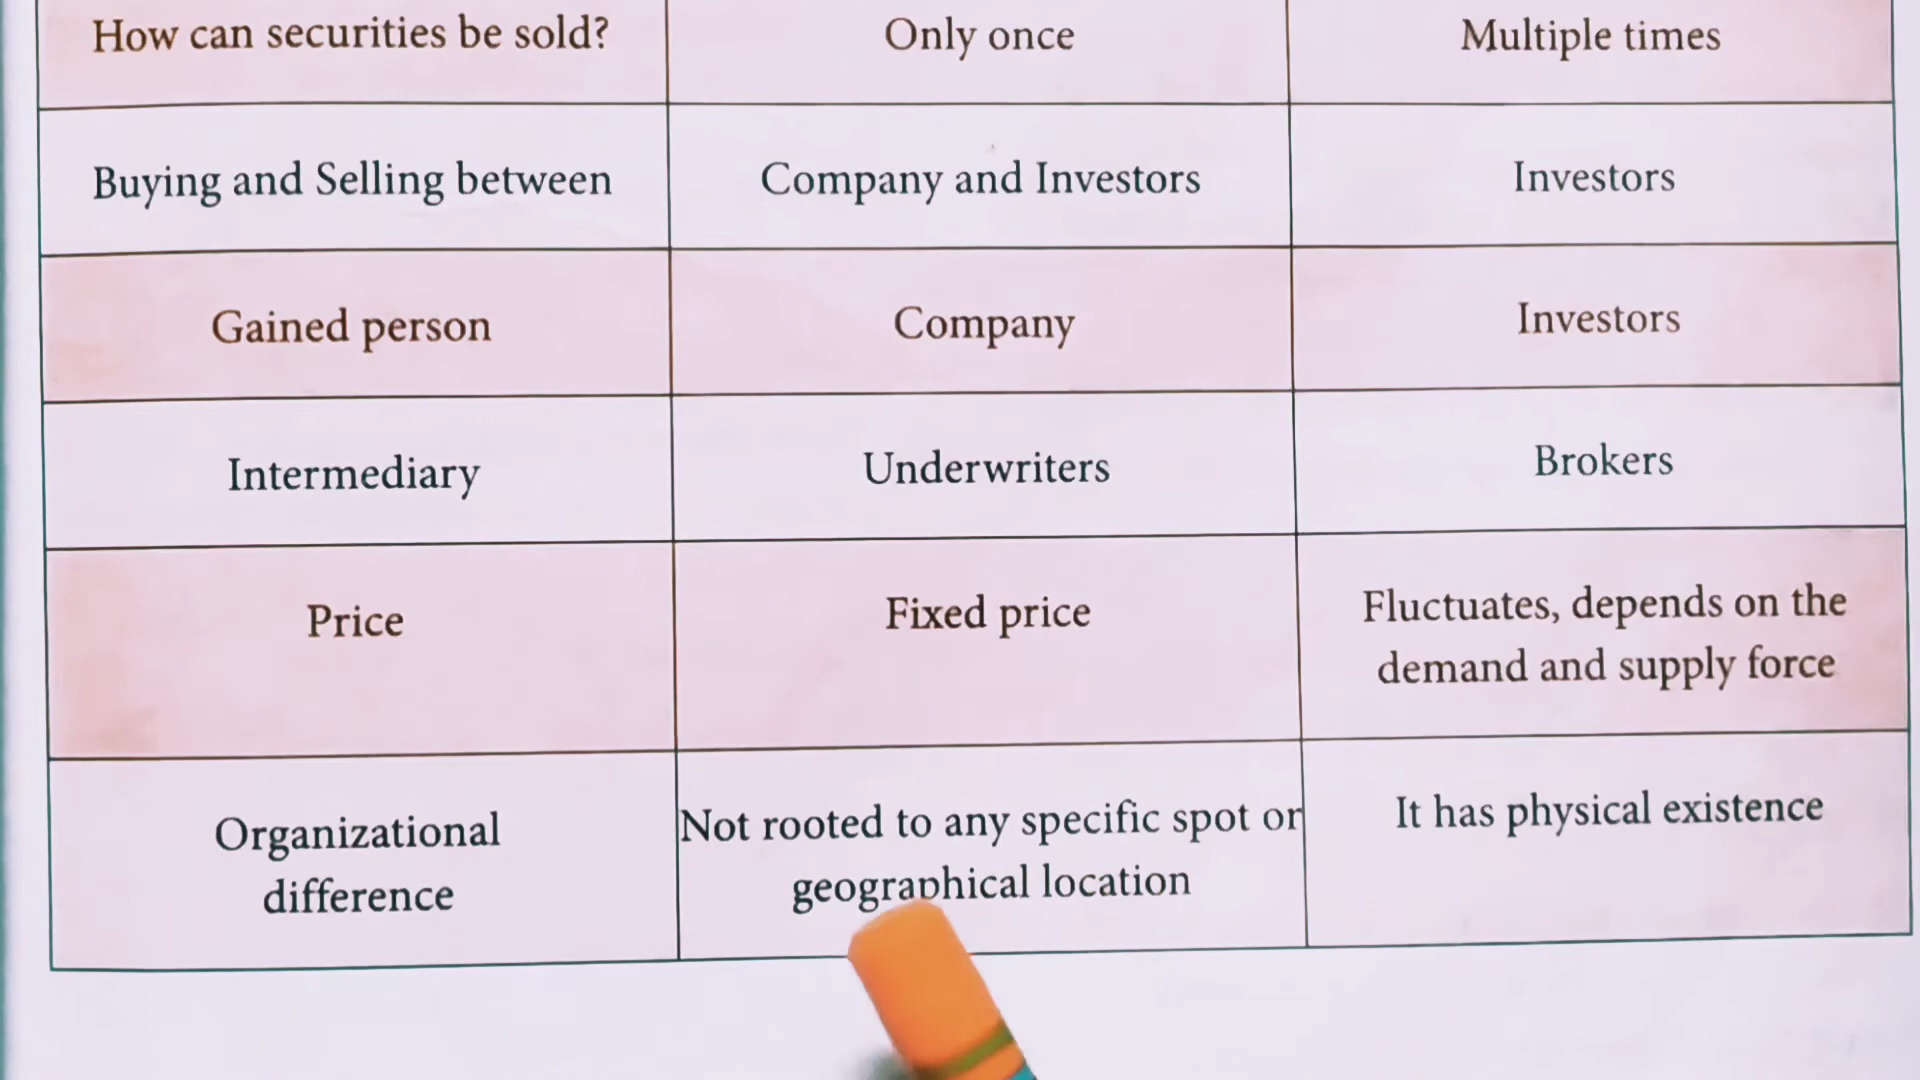 How can securities be sold?
Only once
Multiple times
Buying and Selling between
Company and Investors
Investors
Gained person
Company
Investors
Intermediary
Underwriters
Brokers
Price
Fixed price
Fluctuates, depends on the
demand and supply force
Organizational
difference
Not rooted to any specific spot or
geographical location
It has physical existence